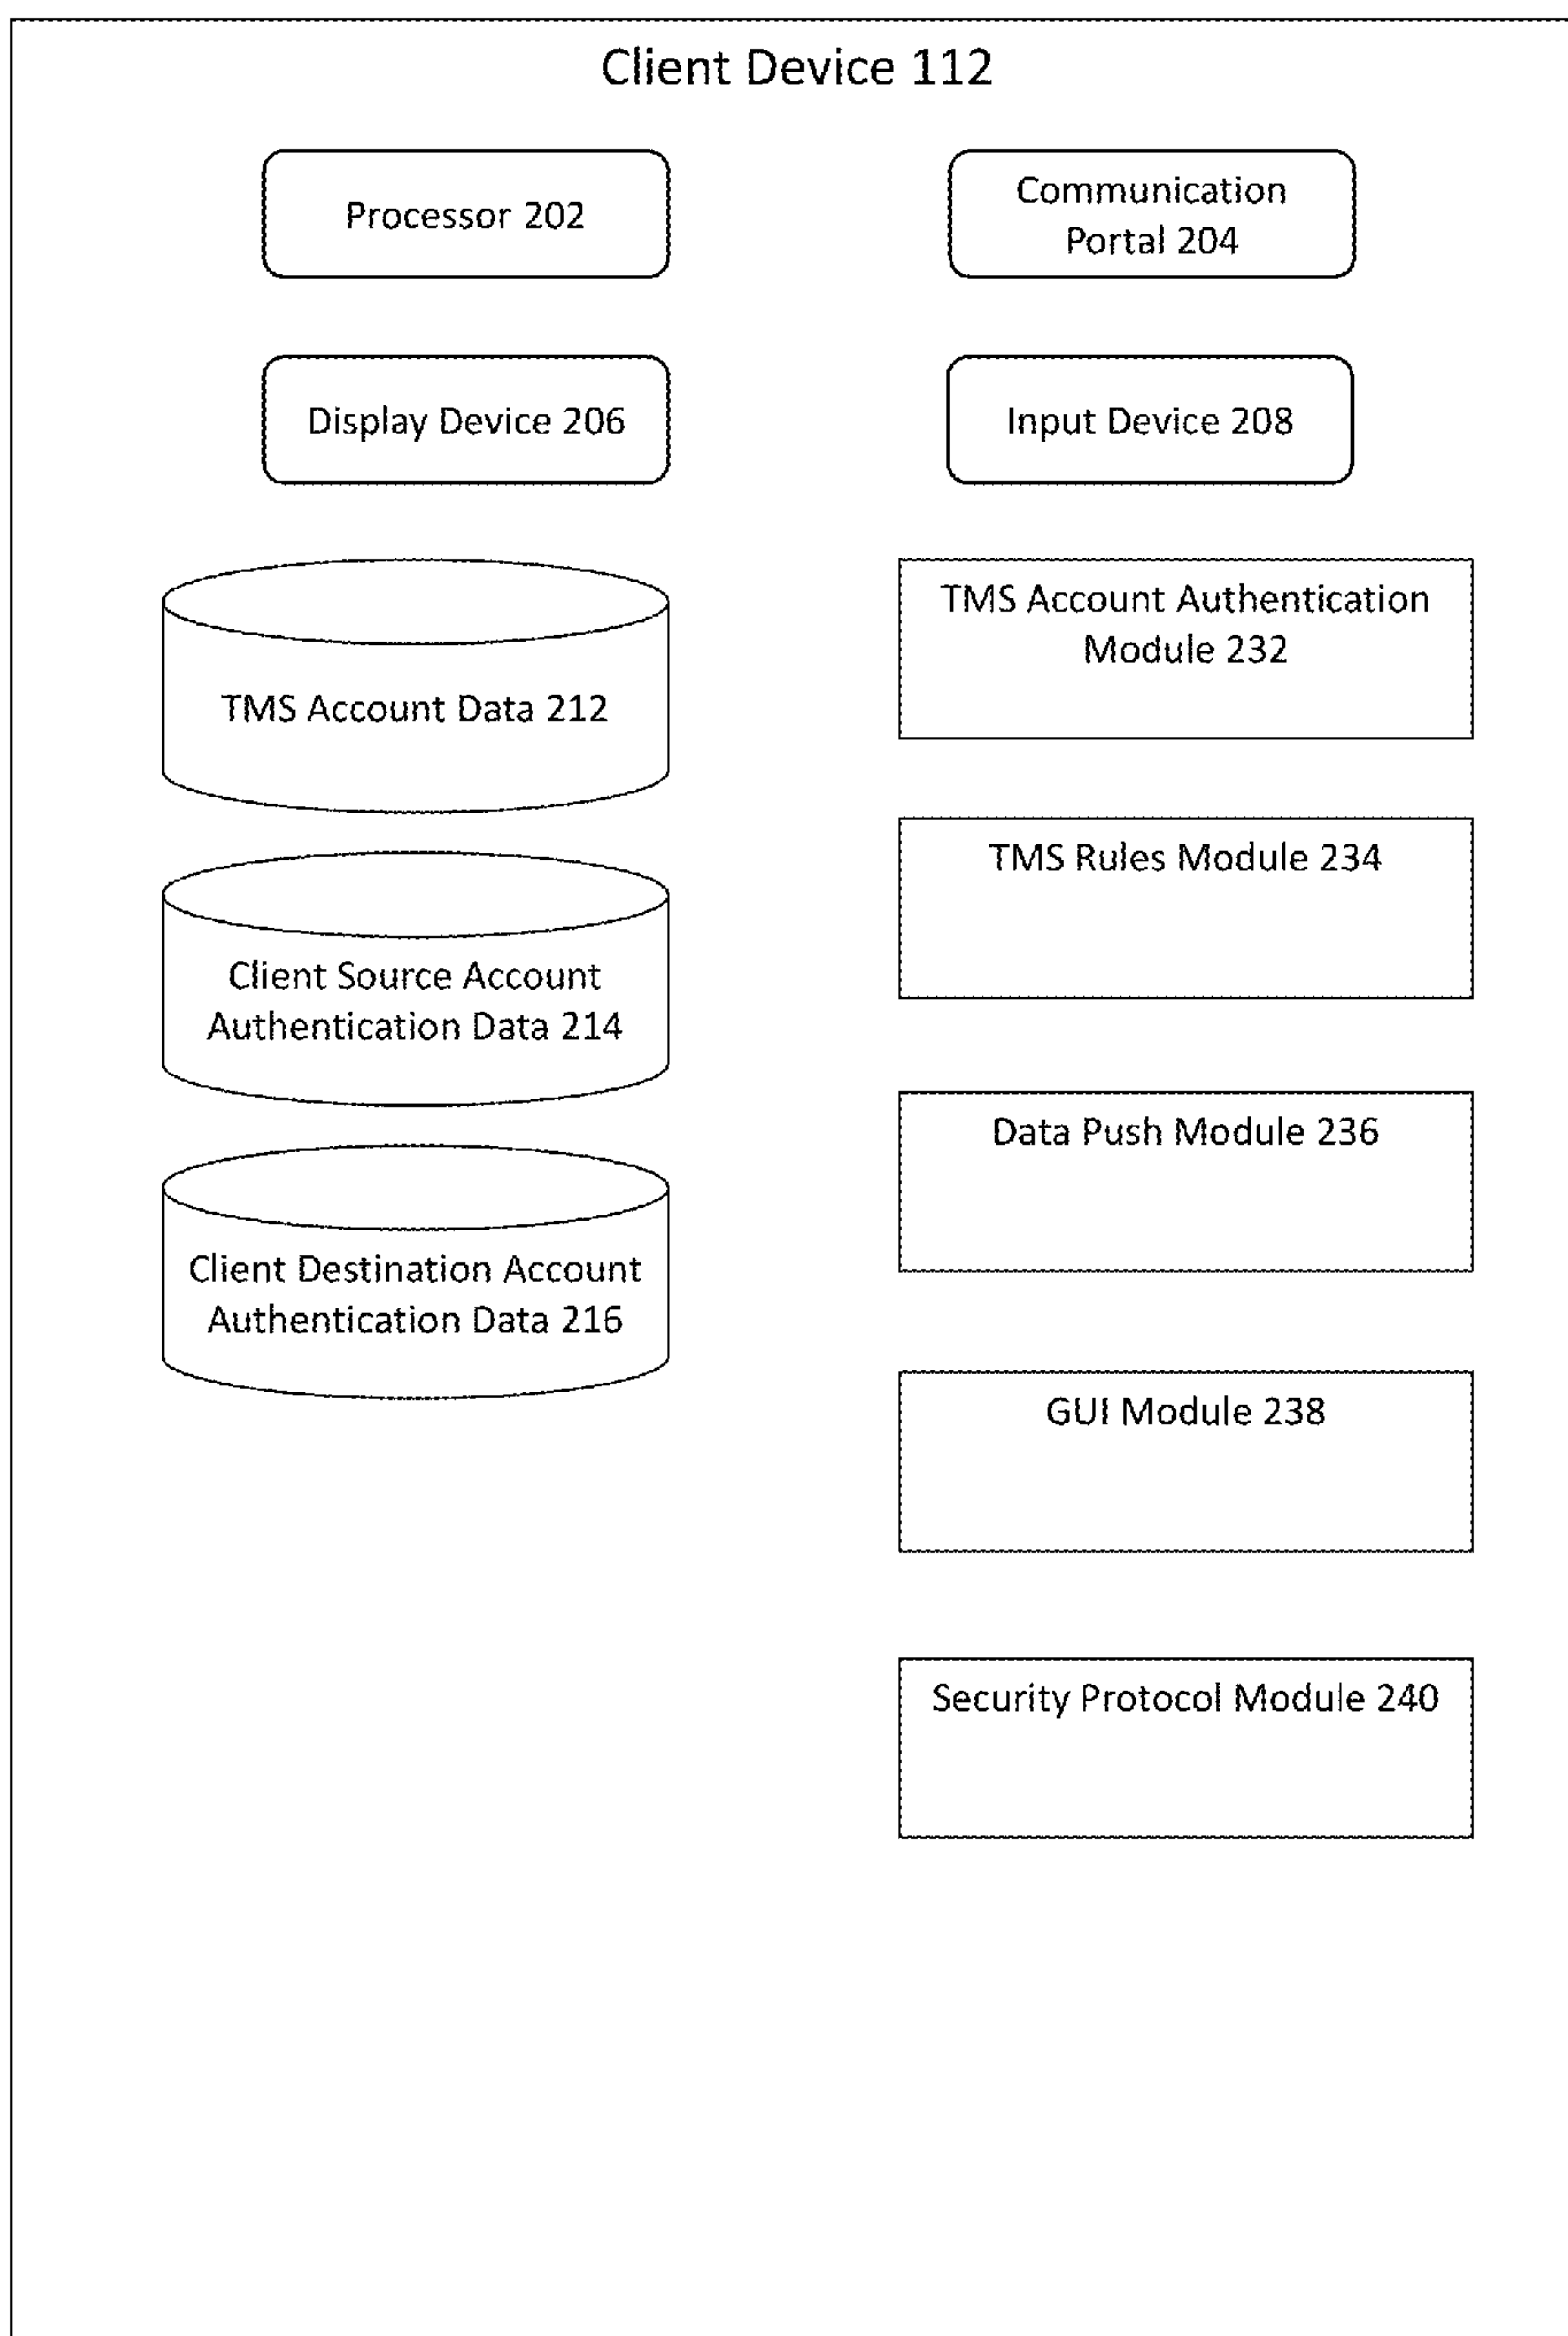 Client Device 112
Processor 202
Communication
Portal 204
Display Device 206
Input Device 208
TMS Account Data 212
Client Source Account
Authentication Data 214
Client Destination Account
Authentication Data 216
TMS Account Authentication
Module 232
TMS Rules Module 234
Data Push Module 236
GUI Module 238
Security Protocol Module 240